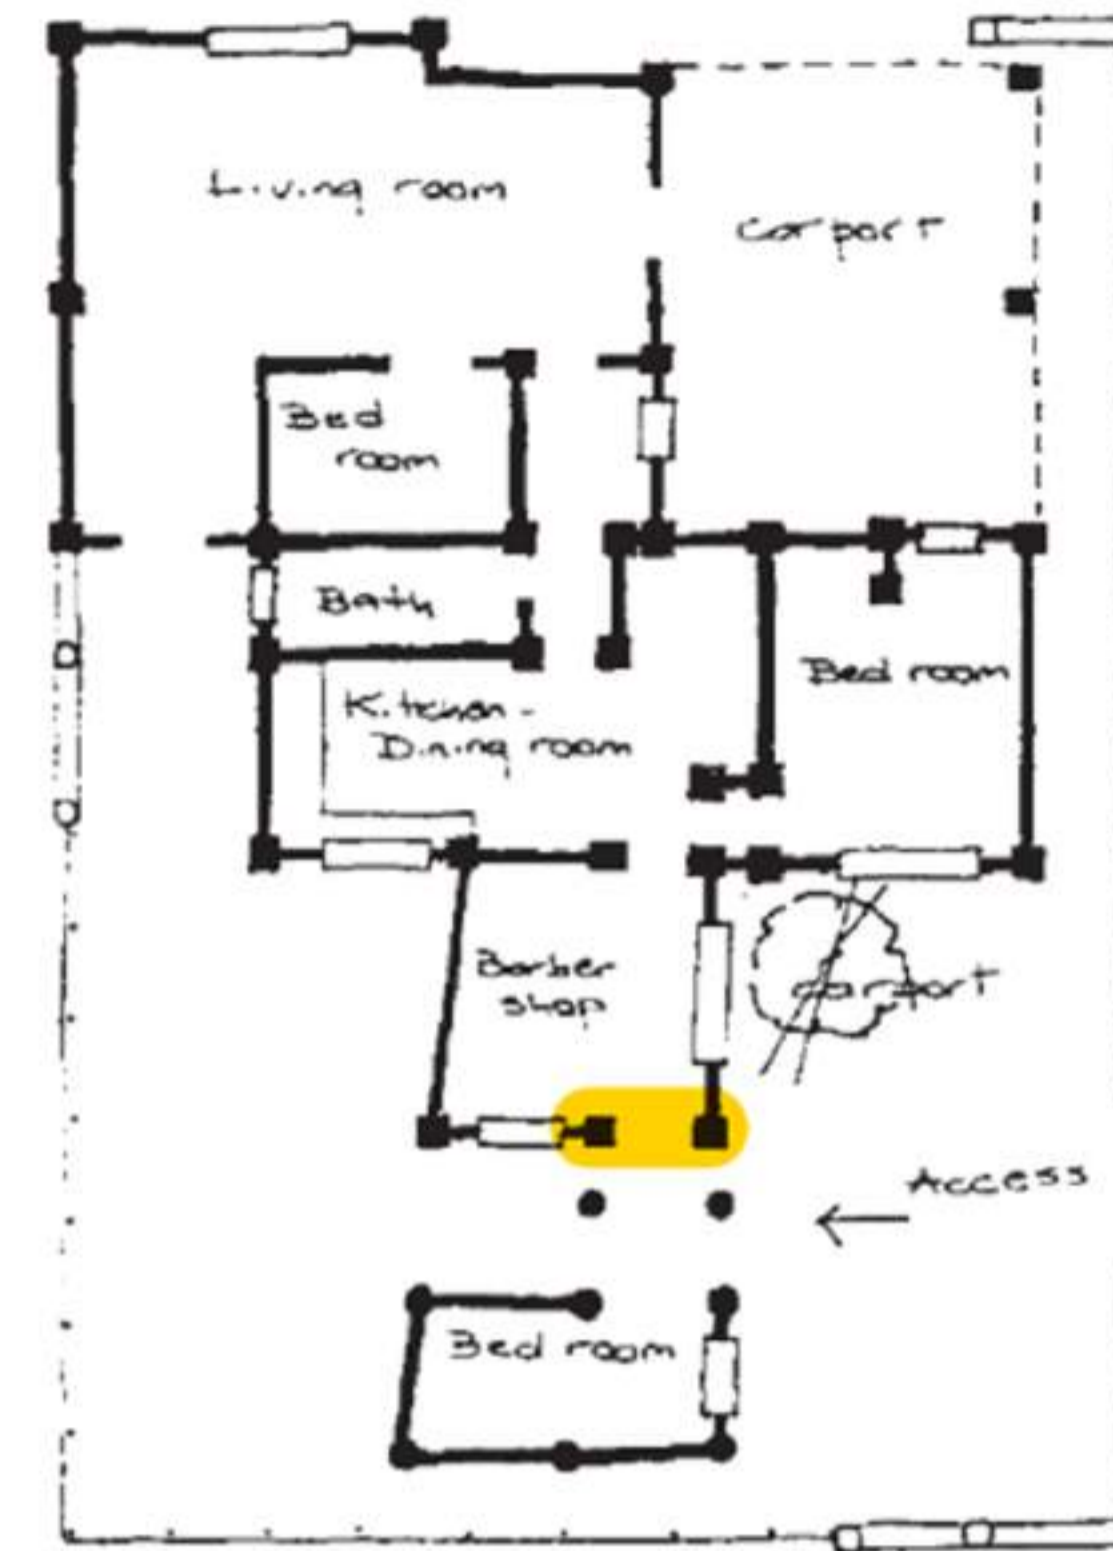 Living room
carport
Bed
room
Bath
Bed room
Kitchen-
Dining room
Barber
shop
carport
Access
Bed room